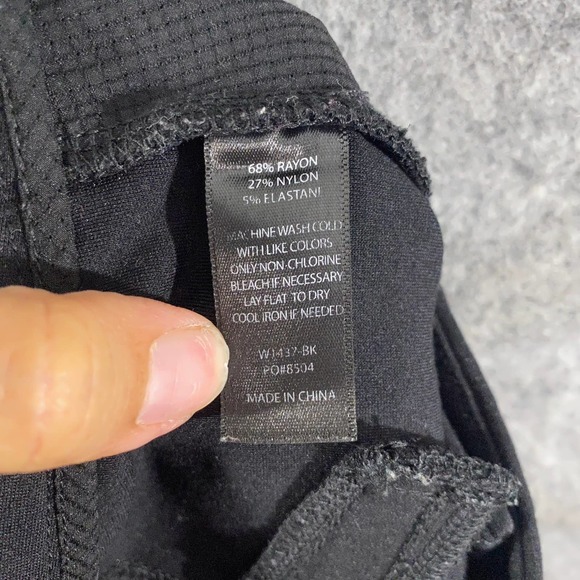 68% RAYON
27% NYLON
5% ELASTAN
MACHINE WASH COLD
WITH LIKE COLORS
ONLY NON-CHLORINE
BLEACH IF NECESSARY
LAY FLAT TO DRY
COOL IRON IF NEEDED
W1437-BK
PO#8504
MADE IN CHINA